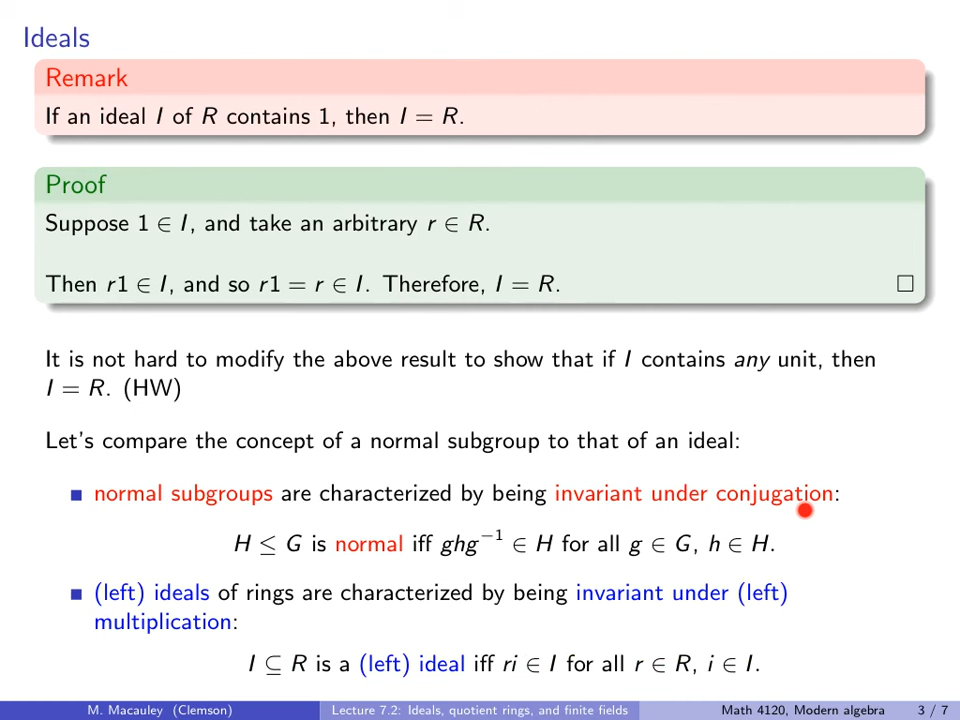 Ideals
Remark
If an ideal I of R contains 1, then I = R.
Proof
Suppose 1 ∈ I, and take an arbitrary r ∈ R.
Then r1 ∈ I, and so r1 = r ∈ I. Therefore, I = R. □
It is not hard to modify the above result to show that if I contains any unit, then
I = R. (HW)
Let's compare the concept of a normal subgroup to that of an ideal:
■ normal subgroups are characterized by being invariant under conjugation:
H ≤ G is normal iff ghg⁻¹ ∈ H for all g ∈ G, h ∈ H.
■ (left) ideals of rings are characterized by being invariant under (left)
multiplication:
I ⊆ R is a (left) ideal iff ri ∈ I for all r ∈ R, i ∈ I.
M. Macauley (Clemson) Lecture 7.2: Ideals, quotient rings, and finite fields Math 4120, Modern algebra 3 / 7